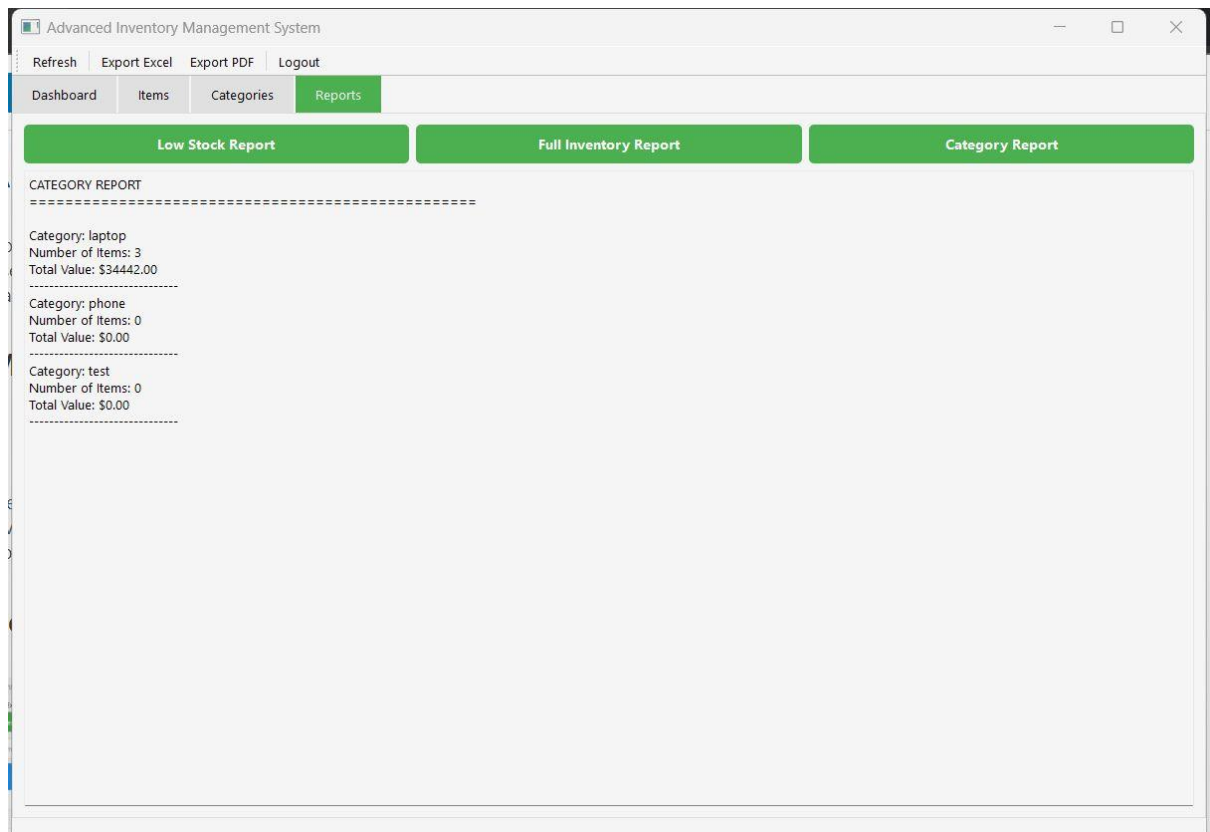 Advanced Inventory Management System
Refresh Export Excel Export PDF Logout
Dashboard Items Categories Reports
Low Stock Report Full Inventory Report Category Report
CATEGORY REPORT
==================================================
Category: laptop
Number of Items: 3
Total Value: $34442.00
------------------------------
Category: phone
Number of Items: 0
Total Value: $0.00
------------------------------
Category: test
Number of Items: 0
Total Value: $0.00
------------------------------